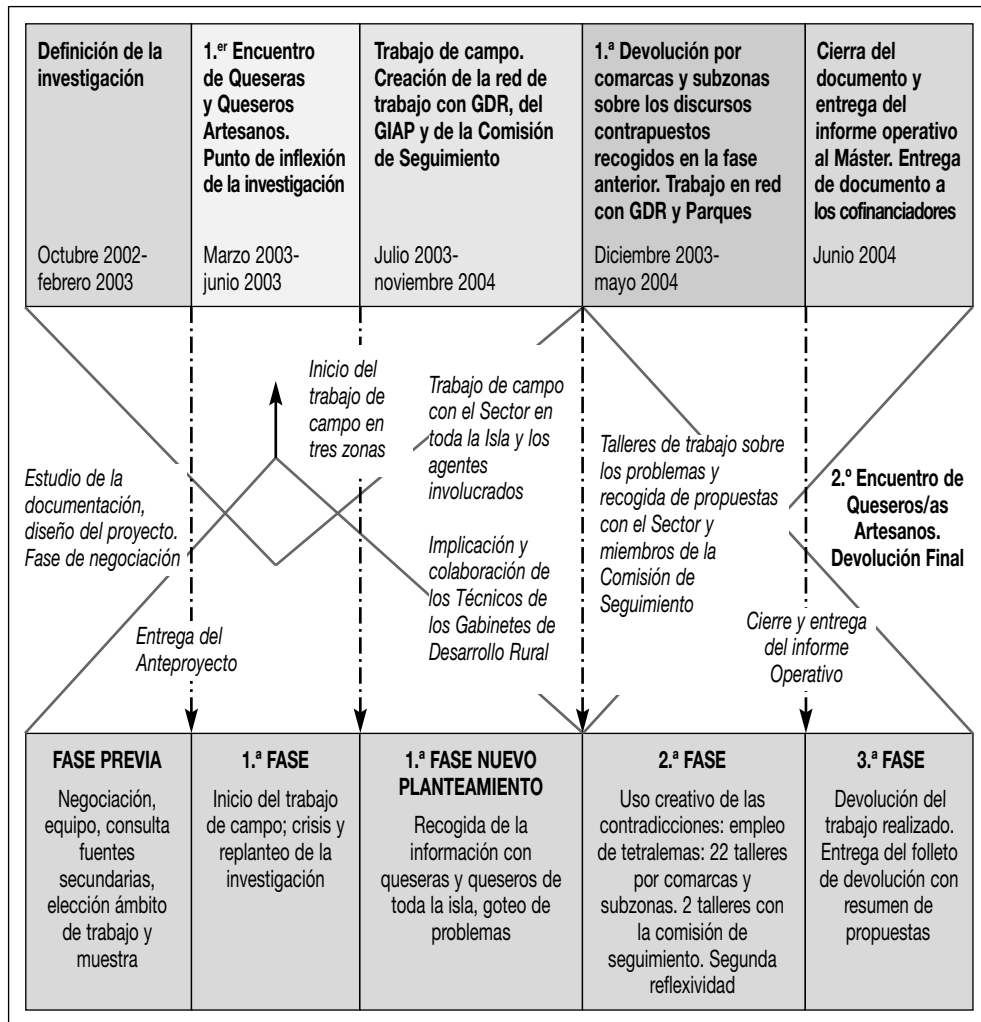 Definición de la
investigación
Octubre 2002-
febrero 2003
1.er Encuentro
de Queseras
y Queseros
Artesanos.
Punto de inflexión
de la investigación
Marzo 2003-
junio 2003
Trabajo de campo.
Creación de la red de
trabajo con GDR, del
GIAP y de la Comisión
de Seguimiento
Julio 2003-
noviembre 2004
1.ª Devolución por
comarcas y subzonas
sobre los discursos
contrapuestos
recogidos en la fase
anterior. Trabajo en red
con GDR y Parques
Diciembre 2003-
mayo 2004
Cierra del
documento y
entrega del
informe operativo
al Máster. Entrega
de documento a
los cofinanciadores
Junio 2004
Estudio de la
documentación,
diseño del proyecto.
Fase de negociación
Entrega del
Anteproyecto
Inicio del
trabajo de
campo en
tres zonas
Trabajo de campo
con el Sector en
toda la Isla y los
agentes
involucrados
Implicación y
colaboración de
los Técnicos de
los Gabinetes de
Desarrollo Rural
Talleres de trabajo sobre
los problemas y
recogida de propuestas
con el Sector y
miembros de la
Comisión de
Seguimiento
2.º Encuentro de
Queseros/as
Artesanos.
Devolución Final
Cierre y entrega
del informe
Operativo
FASE PREVIA
Negociación,
equipo, consulta
fuentes
secundarias,
elección ámbito
de trabajo y
muestra
1.ª FASE
Inicio del trabajo
de campo; crisis y
replanteo de la
investigación
1.ª FASE NUEVO
PLANTEAMIENTO
Recogida de la
información con
queseras y queseros de
toda la isla, goteo de
problemas
2.ª FASE
Uso creativo de las
contradicciones: empleo
de tetralemas: 22 talleres
por comarcas y
subzonas. 2 talleres con
la comisión de
seguimiento. Segunda
reflexividad
3.ª FASE
Devolución del
trabajo realizado.
Entrega del folleto
de devolución con
resumen de
propuestas